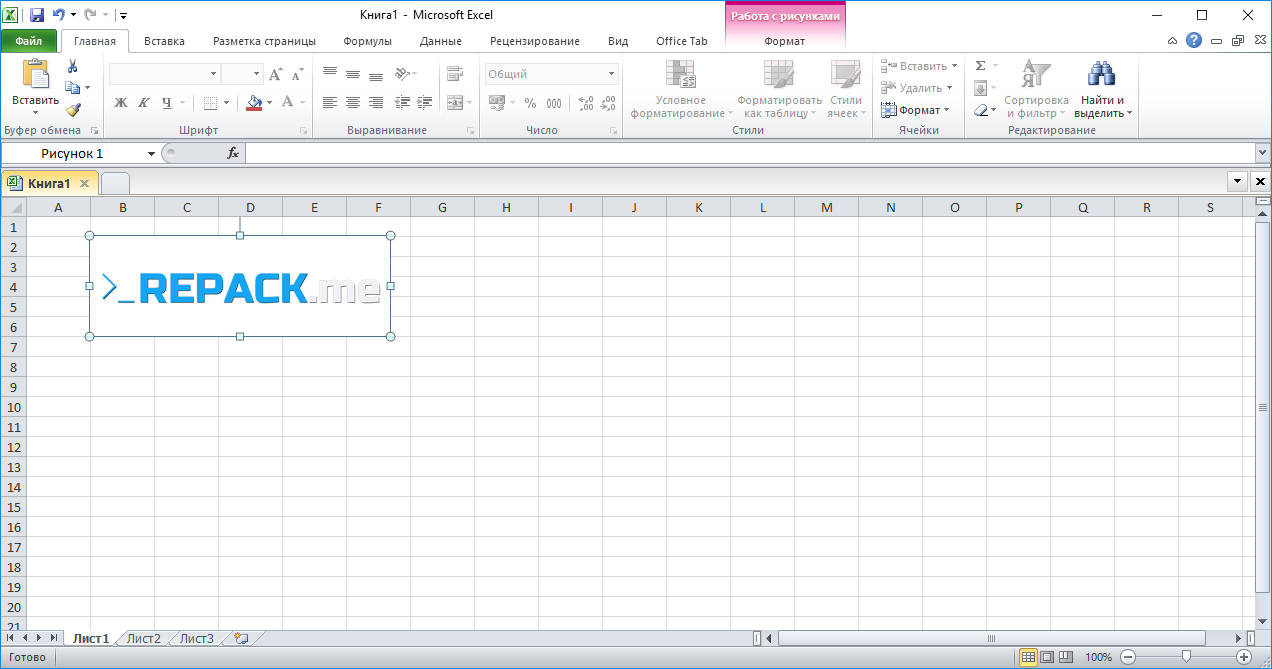 Книга1 - Microsoft Excel
Работа с рисунками
Файл Главная Вставка Разметка страницы Формулы Данные Рецензирование Вид Office Tab Формат
Вставить
Буфер обмена
Ж К Ч
Шрифт
Выравнивание
Общий
% 000
Число
Условное форматирование
Форматировать как таблицу
Стили ячеек
Стили
Вставить
Удалить
Формат
Ячейки
Σ
Сортировка и фильтр
Найти и выделить
Редактирование
Рисунок 1 fx
Книга1
A B C D E F G H I J K L M N O P Q R S
1
2
3
4
5
6
7
8
9
10
11
12
13
14
15
16
17
18
19
20
21
>_REPACK.me
Лист1 Лист2 Лист3
Готово 100%